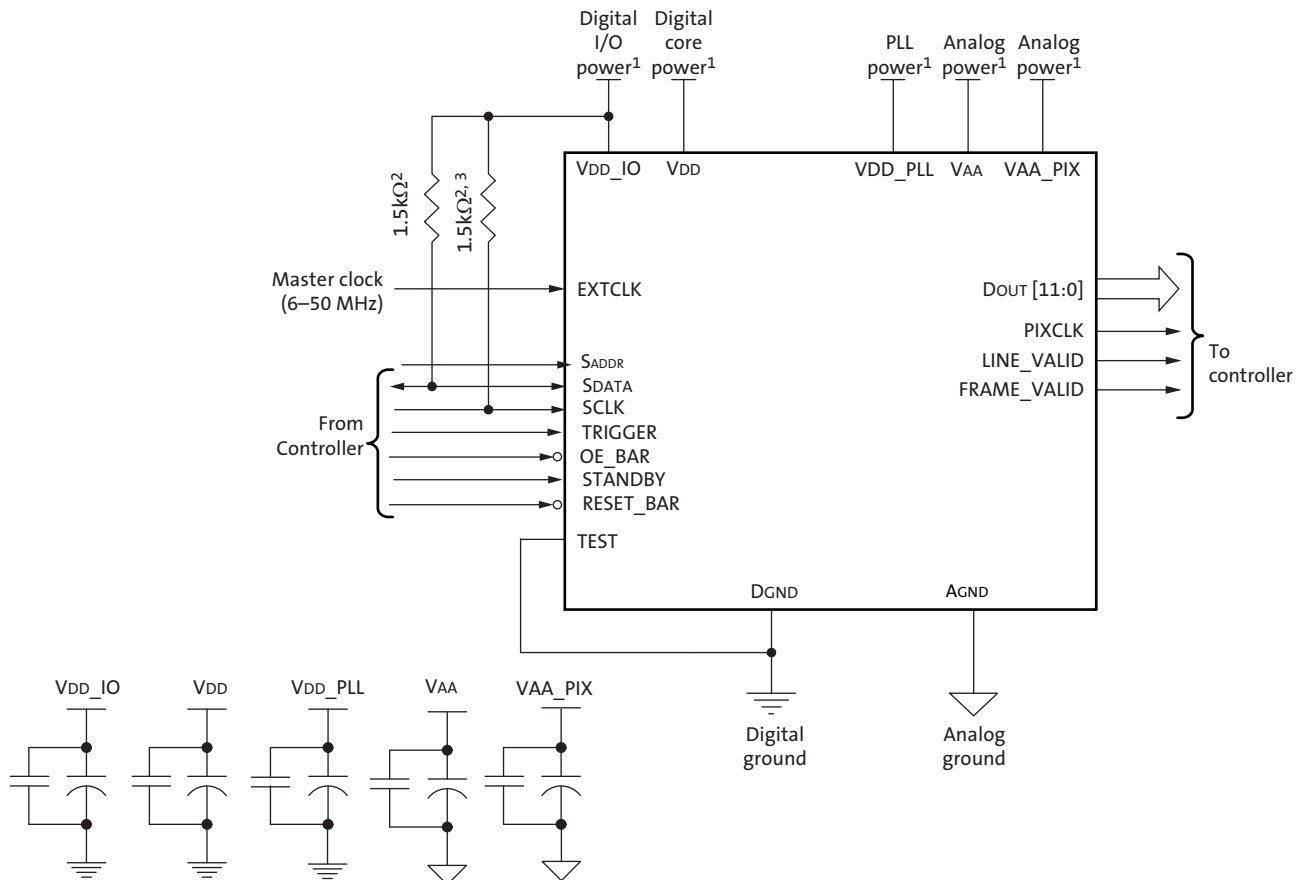 Digital
I/O
power1
Digital
core
power1
PLL
power1
Analog
power1
Analog
power1
VDD_IO
VDD
VDD_PLL
VAA
VAA_PIX
1.5kΩ2
1.5kΩ2, 3
Master clock
(6–50 MHz)
EXTCLK
SADDR
SDATA
SCLK
TRIGGER
OE_BAR
STANDBY
RESET_BAR
TEST
From
Controller
DOUT [11:0]
PIXCLK
LINE_VALID
FRAME_VALID
To
controller
DGND
AGND
Digital
ground
Analog
ground
VDD_IO
VDD
VDD_PLL
VAA
VAA_PIX